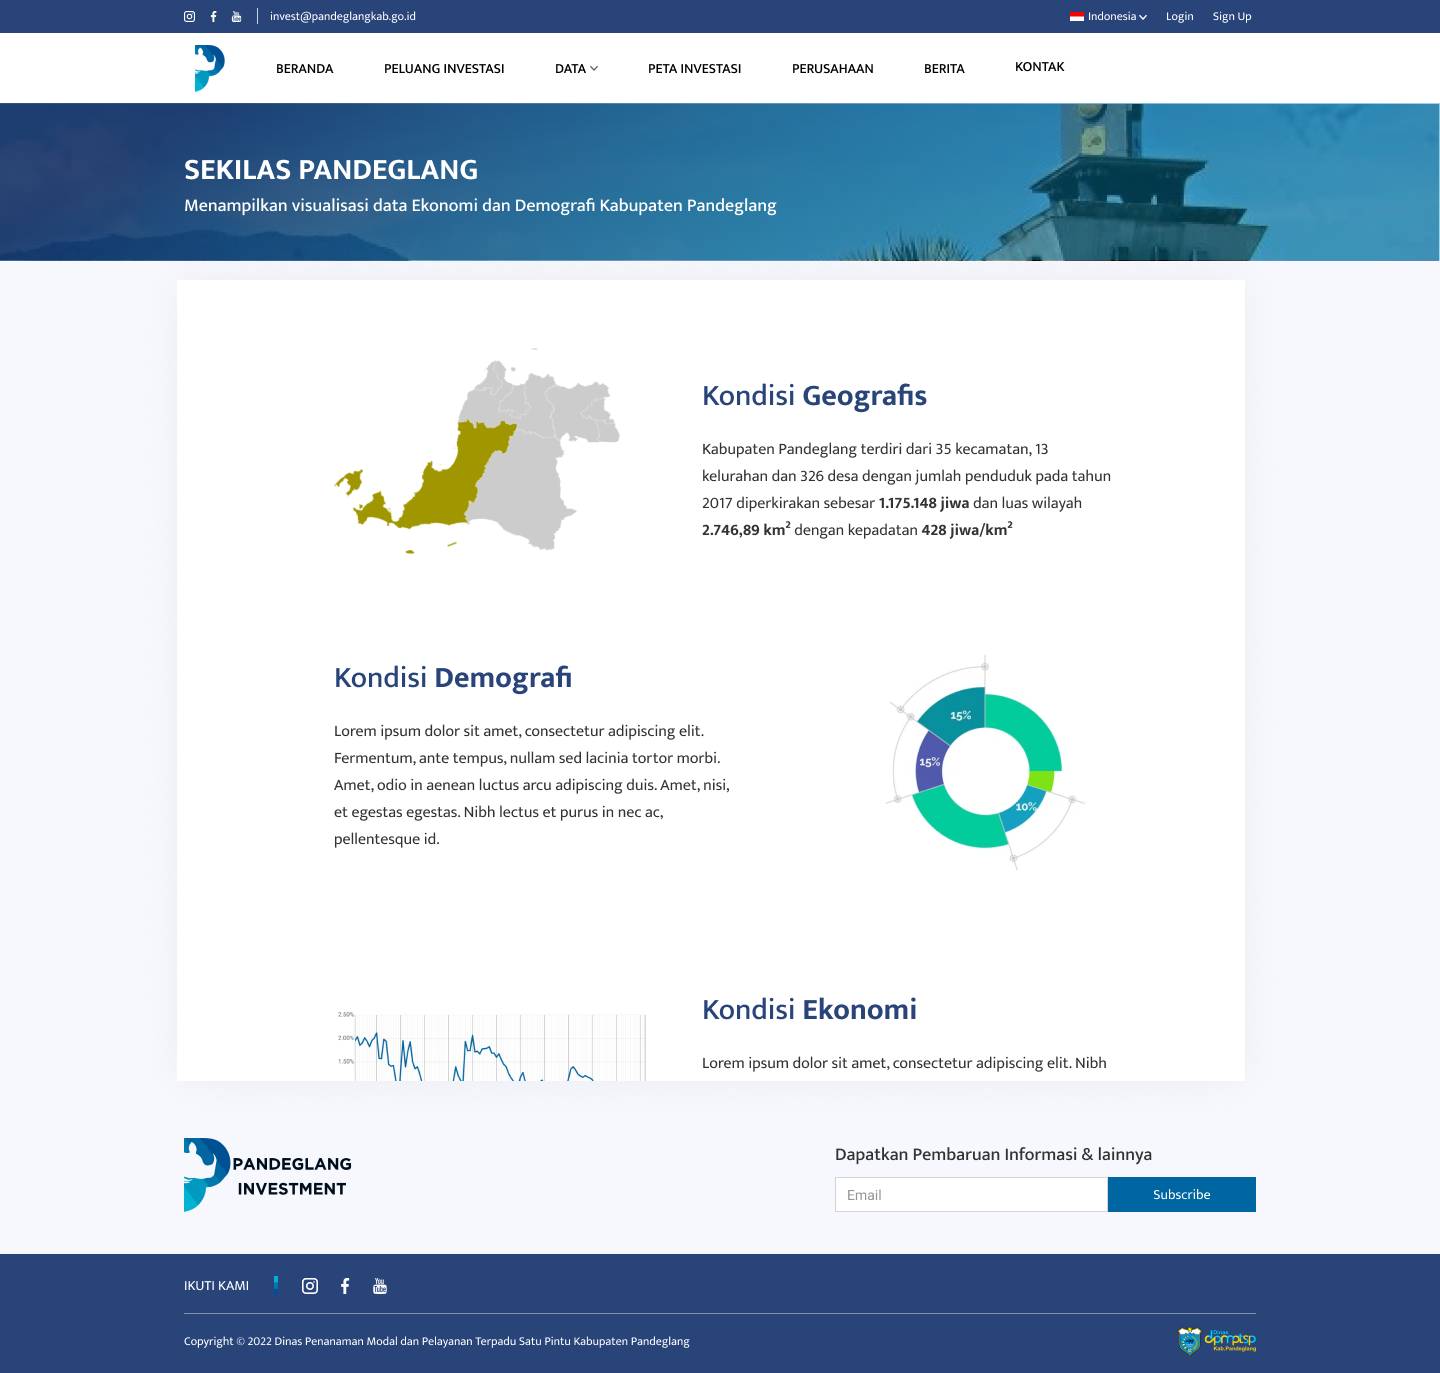 invest@pandeglangkab.go.id
Indonesia
Login
Sign Up
BERANDA
PELUANG INVESTASI
DATA
PETA INVESTASI
PERUSAHAAN
BERITA
KONTAK
SEKILAS PANDEGLANG
Menampilkan visualisasi data Ekonomi dan Demografi Kabupaten Pandeglang
Kondisi Geografis
Kabupaten Pandeglang terdiri dari 35 kecamatan, 13
kelurahan dan 326 desa dengan jumlah penduduk pada tahun
2017 diperkirakan sebesar 1.175.148 jiwa dan luas wilayah
2.746,89 km² dengan kepadatan 428 jiwa/km²
Kondisi Demografi
Lorem ipsum dolor sit amet, consectetur adipiscing elit.
Fermentum, ante tempus, nullam sed lacinia tortor morbi.
Amet, odio in aenean luctus arcu adipiscing duis. Amet, nisi,
et egestas egestas. Nibh lectus et purus in nec ac,
pellentesque id.
15%
15%
10%
Kondisi Ekonomi
Lorem ipsum dolor sit amet, consectetur adipiscing elit. Nibh
2.50%
2.00%
1.50%
PANDEGLANG
INVESTMENT
Dapatkan Pembaruan Informasi & lainnya
Email
Subscribe
IKUTI KAMI
You
Tube
Copyright © 2022 Dinas Penanaman Modal dan Pelayanan Terpadu Satu Pintu Kabupaten Pandeglang
Dinas
dpmptsp
Kab.Pandeglang